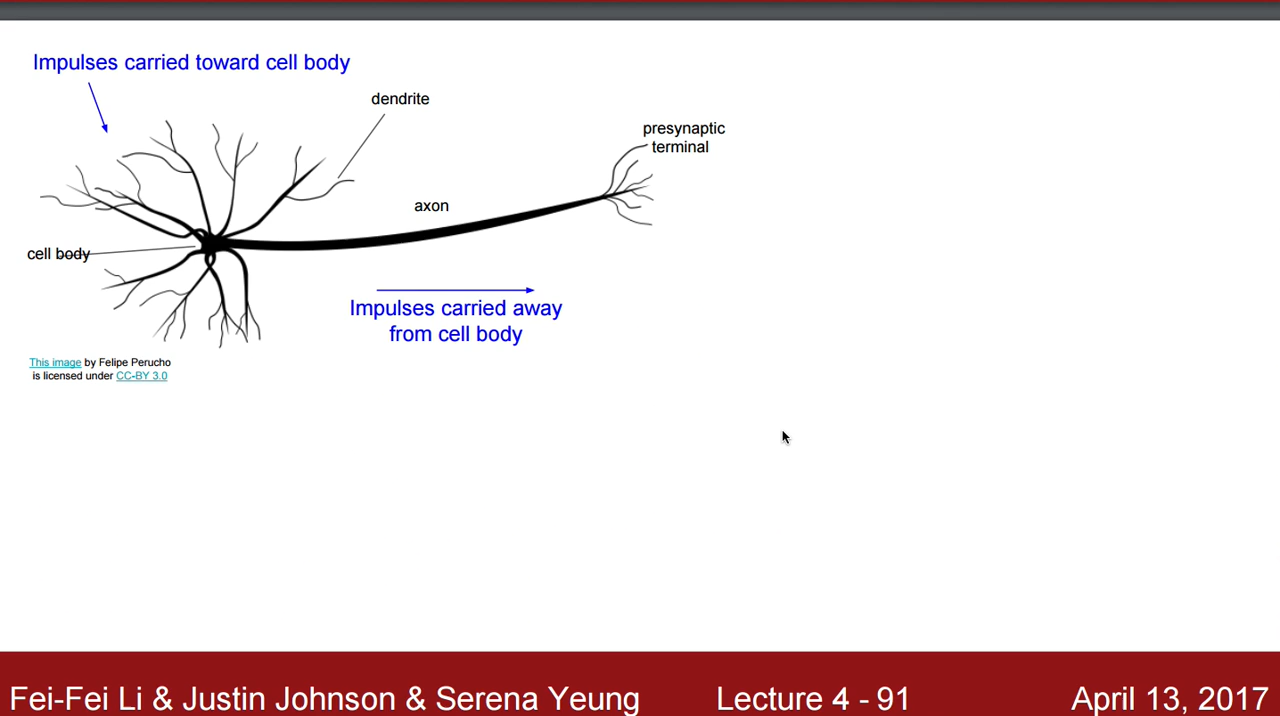 Impulses carried toward cell body
dendrite
presynaptic
terminal
axon
cell body
Impulses carried away
from cell body
This image by Felipe Perucho
is licensed under CC-BY 3.0
Fei-Fei Li & Justin Johnson & Serena Yeung
Lecture 4 - 91
April 13, 2017